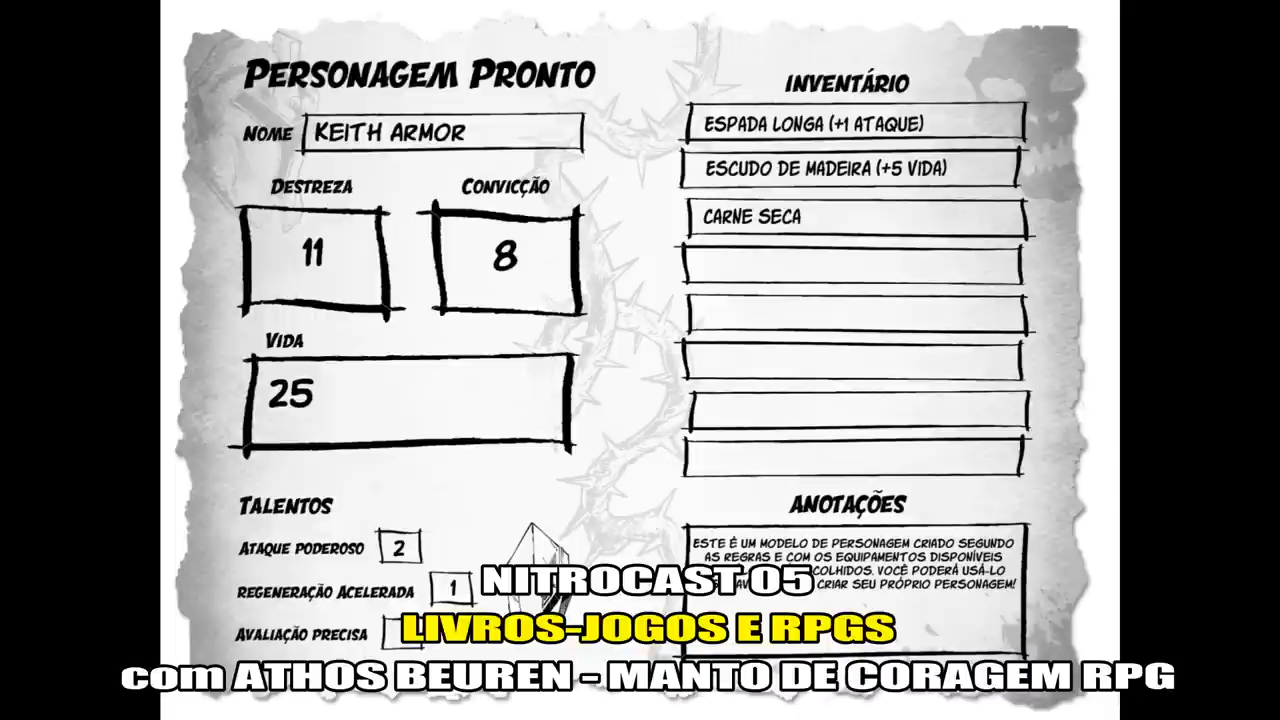 PERSONAGEM PRONTO
NOME KEITH ARMOR
DESTREZA
CONVICÇÃO
11
8
VIDA
25
TALENTOS
ATAQUE PODEROSO 2
REGENERAÇÃO ACELERADA 1
AVALIAÇÃO PRECISA
INVENTÁRIO
ESPADA LONGA (+1 ATAQUE)
ESCUDO DE MADEIRA (+5 VIDA)
CARNE SECA
ANOTAÇÕES
ESTE É UM MODELO DE PERSONAGEM CRIADO SEGUNDO
AS REGRAS E COM OS EQUIPAMENTOS DISPONÍVEIS
COLHIDOS. VOCÊ PODERÁ USÁ-LO
CRIAR SEU PRÓPRIO PERSONAGEM!
NITROCAST 05
LIVROS-JOGOS E RPGS
com ATHOS BEUREN - MANTO DE CORAGEM RPG